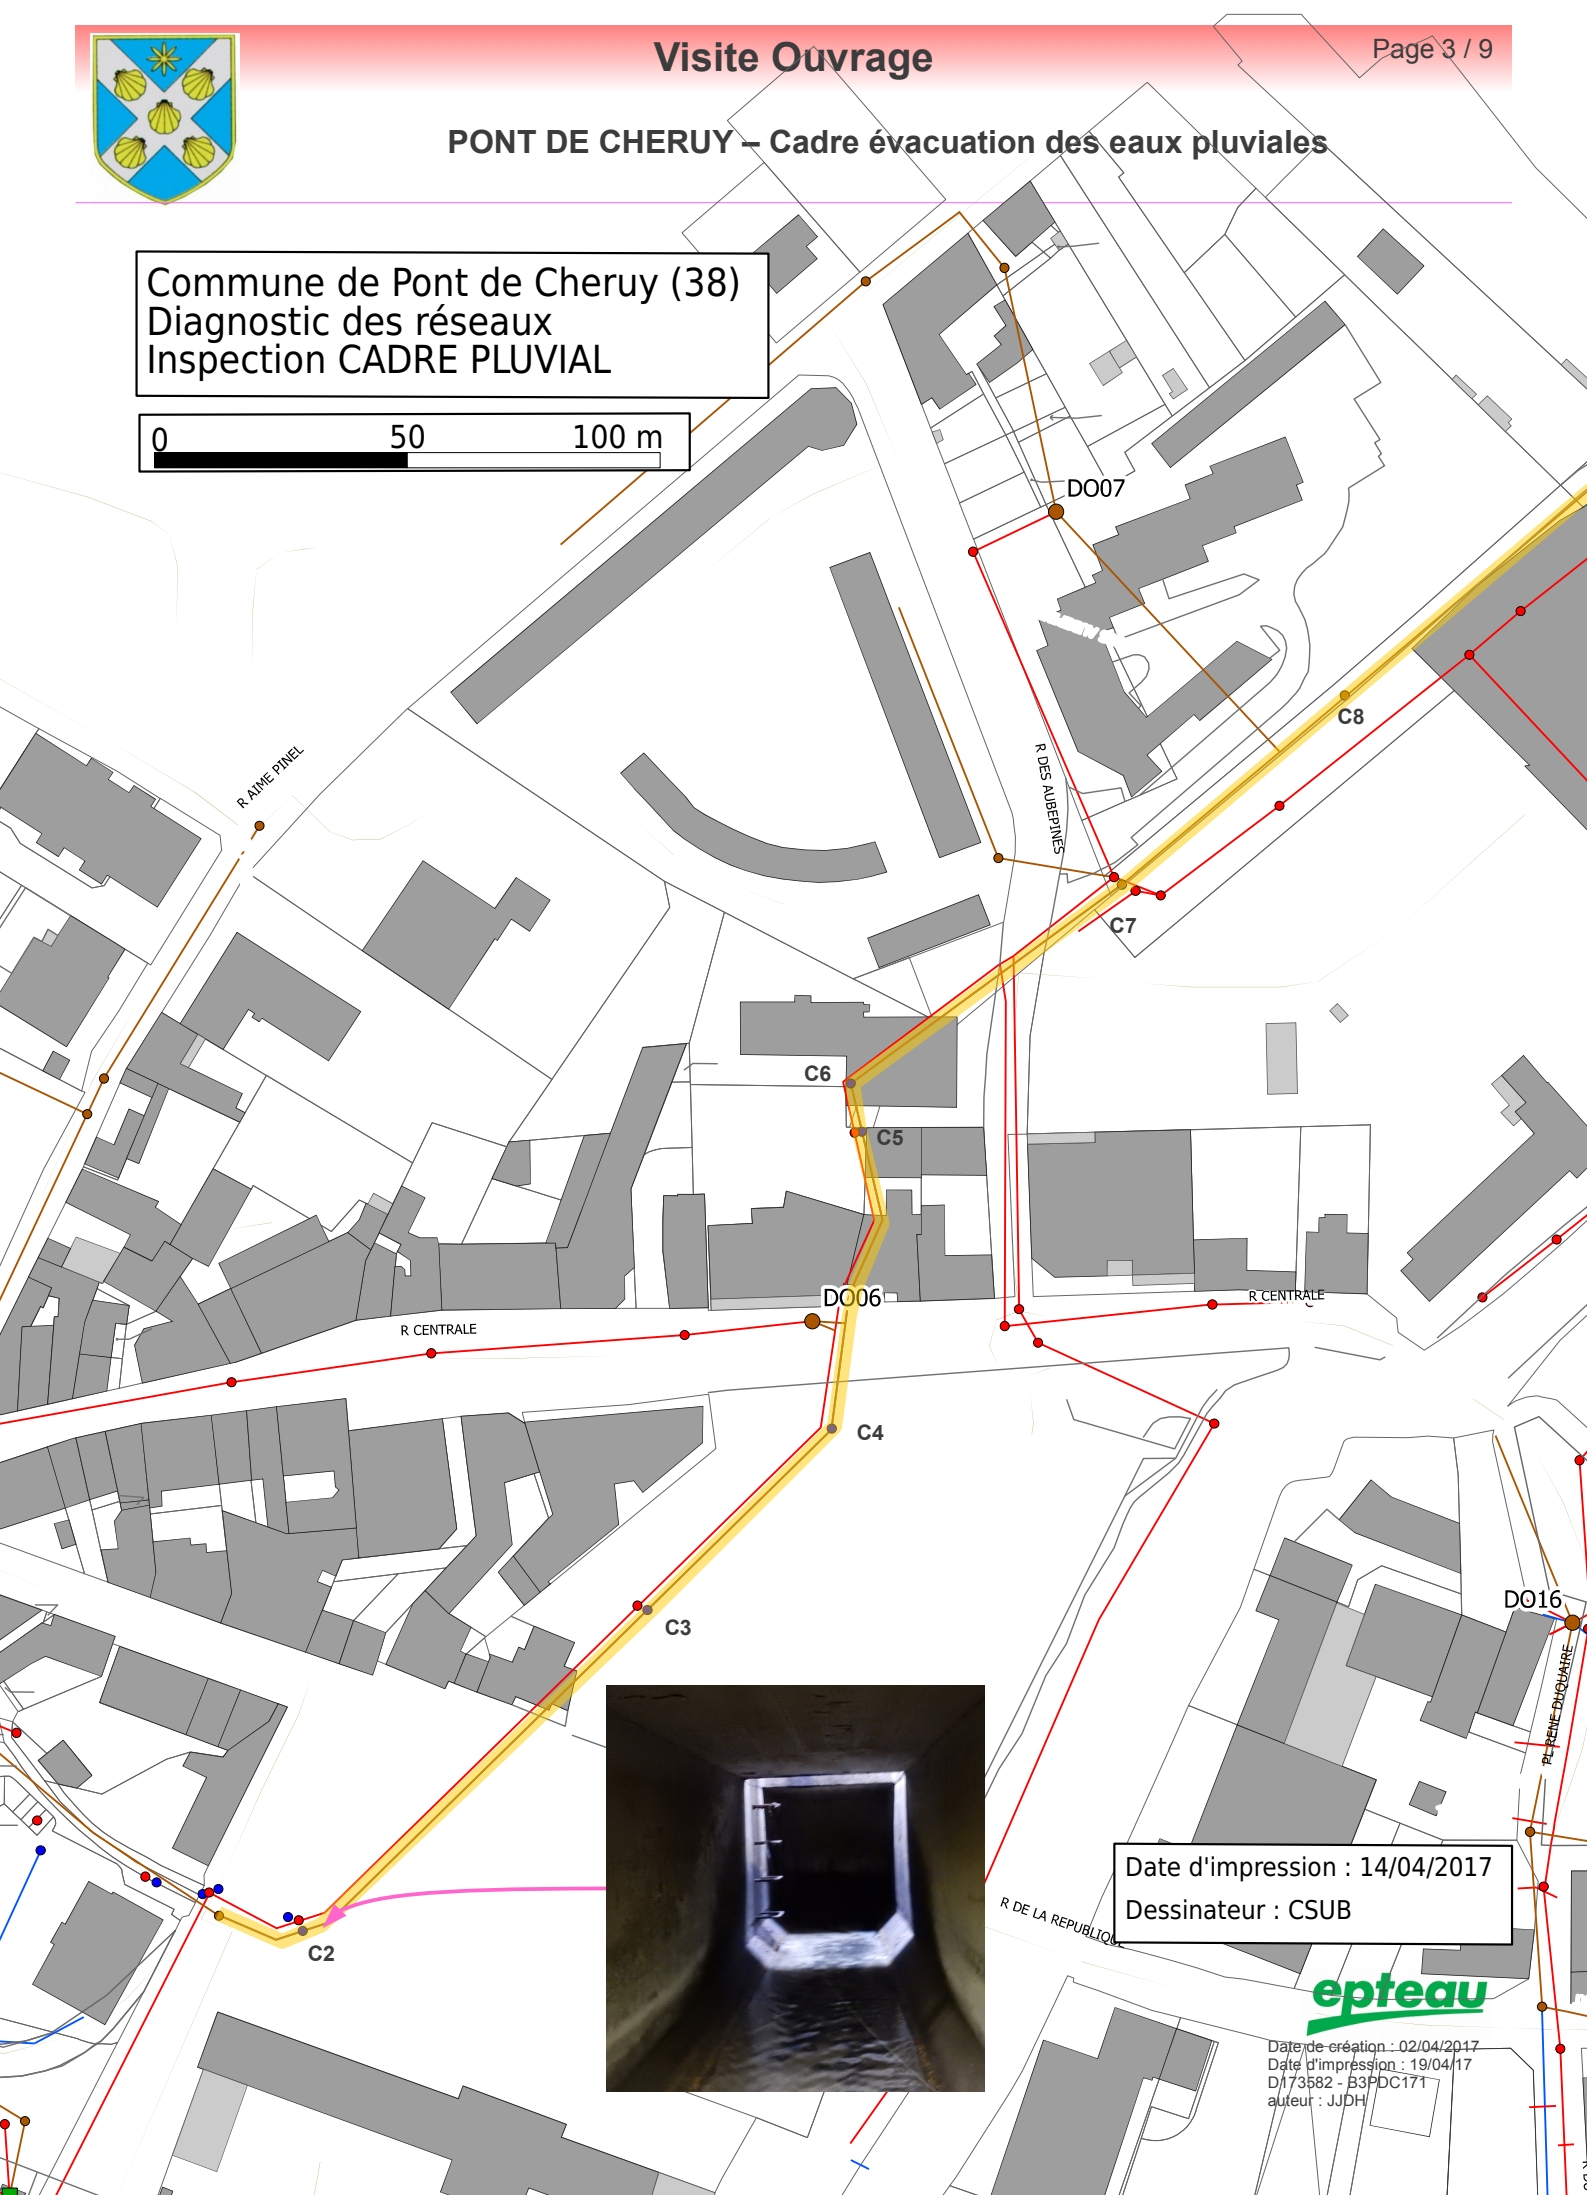 Visite Ouvrage
Page 3 / 9
PONT DE CHERUY – Cadre évacuation des eaux pluviales
Commune de Pont de Cheruy (38)
Diagnostic des réseaux
Inspection CADRE PLUVIAL
0 50 100 m
DO07
C8
R AIME PINEL
R DES AUBEPINES
C7
C6
C5
DO06
R CENTRALE
R CENTRALE
C4
C3
DO16
PL RENE DUQUAIRE
Date d'impression : 14/04/2017
Dessinateur : CSUB
R DE LA REPUBLIQUE
C2
epteau
Date de création : 02/04/2017
Date d'impression : 19/04/17
D173582 - B3PDC171
auteur : JJDH